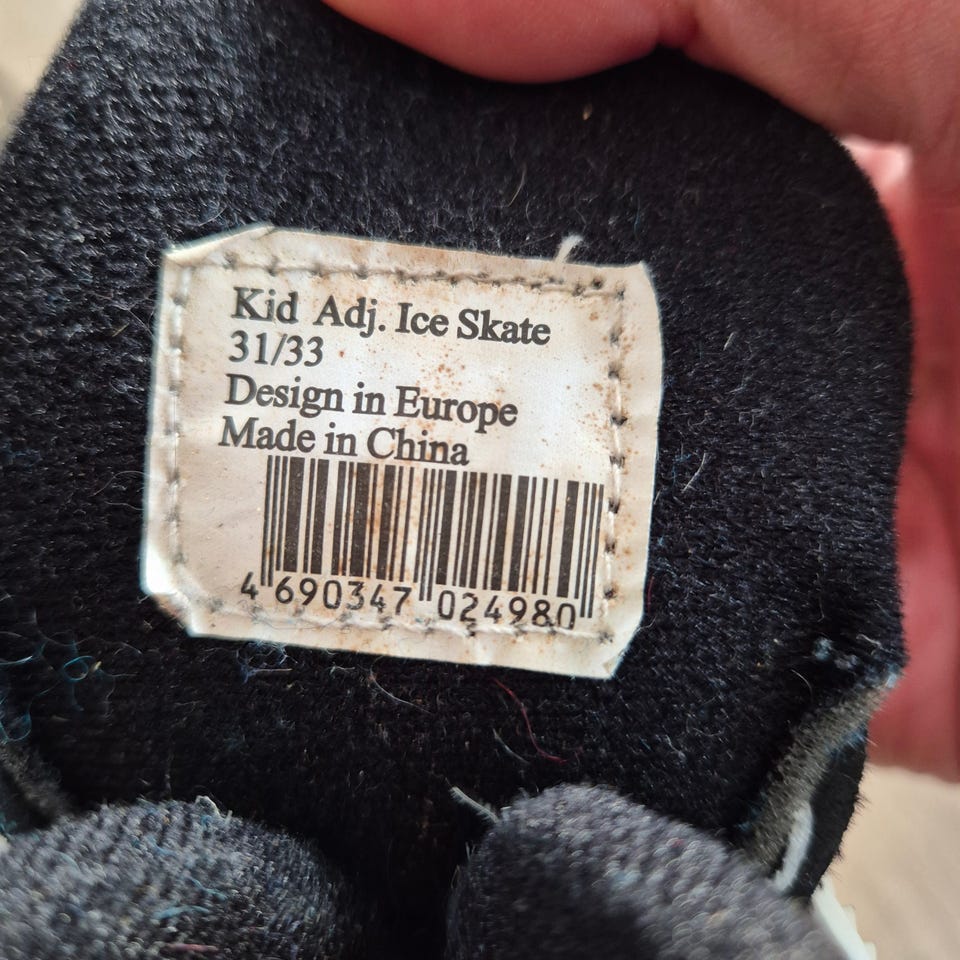 Kid Adj. Ice Skate
31/33
Design in Europe
Made in China
4 690347 024980